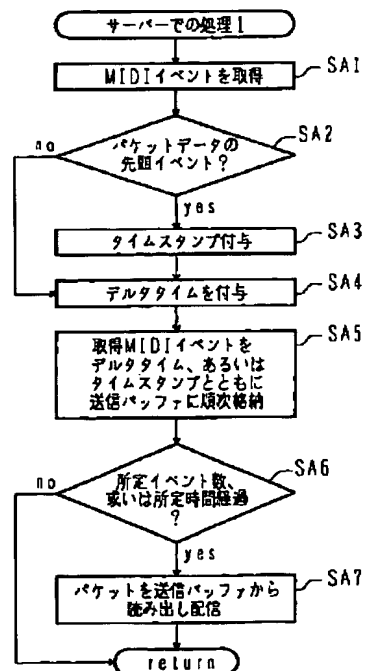 サーバーでの処理1
MIDIイベントを取得
SA1
パケットデータの
先頭イベント?
SA2
no
yes
タイムスタンプ付与
SA3
デルタタイムを付与
SA4
取得MIDIイベントを
デルタタイム、あるいは
タイムスタンプとともに
送信バッファに順次格納
SA5
所定イベント数、
或いは所定時間経過
?
SA6
no
yes
パケットを送信バッファから
読み出し配信
SA7
return